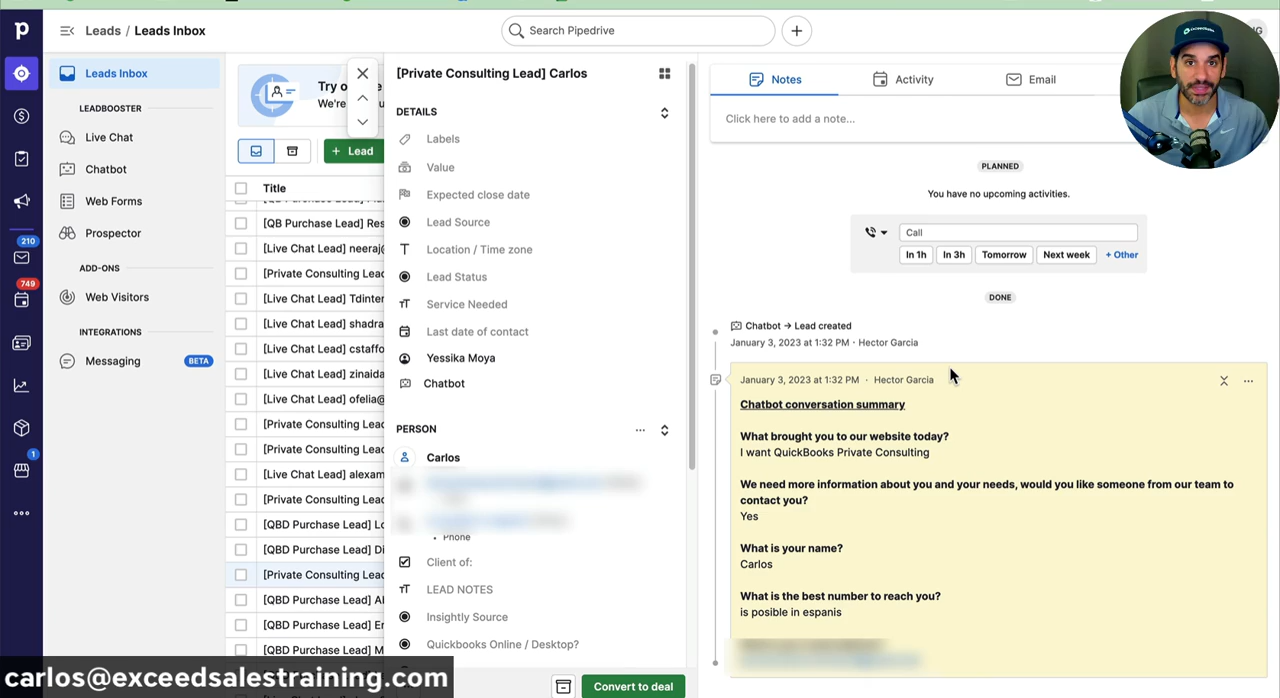 p
Leads / Leads Inbox
Search Pipedrive
Leads Inbox
LEADBOOSTER
Live Chat
Chatbot
Web Forms
Prospector
ADD-ONS
Web Visitors
INTEGRATIONS
Messaging
BETA
210
749
1
We're
+ Lead
Title
[QB Purchase Lead] Res
[Live Chat Lead] neeraj@
[Private Consulting Lead
[Live Chat Lead] Tdinter
[Live Chat Lead] shadra
[Live Chat Lead] cstaffo
[Live Chat Lead] zinaida
[Live Chat Lead] ofelia@
[Private Consulting Lead
[Private Consulting Lead
[Live Chat Lead] alexam
[Private Consulting Lead
[QBD Purchase Lead] Lo
[QBD Purchase Lead] Di
[Private Consulting Lead
[QBD Purchase Lead] Al
[QBD Purchase Lead] Er
[QBD Purchase Lead] M
[Private Consulting Lead] Carlos
DETAILS
Labels
Value
Expected close date
Lead Source
Location / Time zone
Lead Status
Service Needed
Last date of contact
Yessika Moya
Chatbot
PERSON
Carlos
Phone
Client of:
LEAD NOTES
Insightly Source
Quickbooks Online / Desktop?
Convert to deal
Notes
Activity
Email
Click here to add a note...
PLANNED
You have no upcoming activities.
Call
In 1h
In 3h
Tomorrow
Next week
+ Other
DONE
Chatbot → Lead created
January 3, 2023 at 1:32 PM · Hector Garcia
January 3, 2023 at 1:32 PM · Hector Garcia
Chatbot conversation summary
What brought you to our website today?
I want QuickBooks Private Consulting
We need more information about you and your needs, would you like someone from our team to
contact you?
Yes
What is your name?
Carlos
What is the best number to reach you?
is posible in espanis
carlos@exceedsalestraining.com